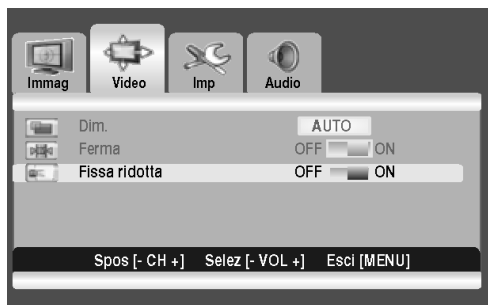 Immag Video Imp Audio
Dim. AUTO
Ferma OFF ON
Fissa ridotta OFF ON
Spos [- CH +] Selez [- VOL +] Esci [MENU]